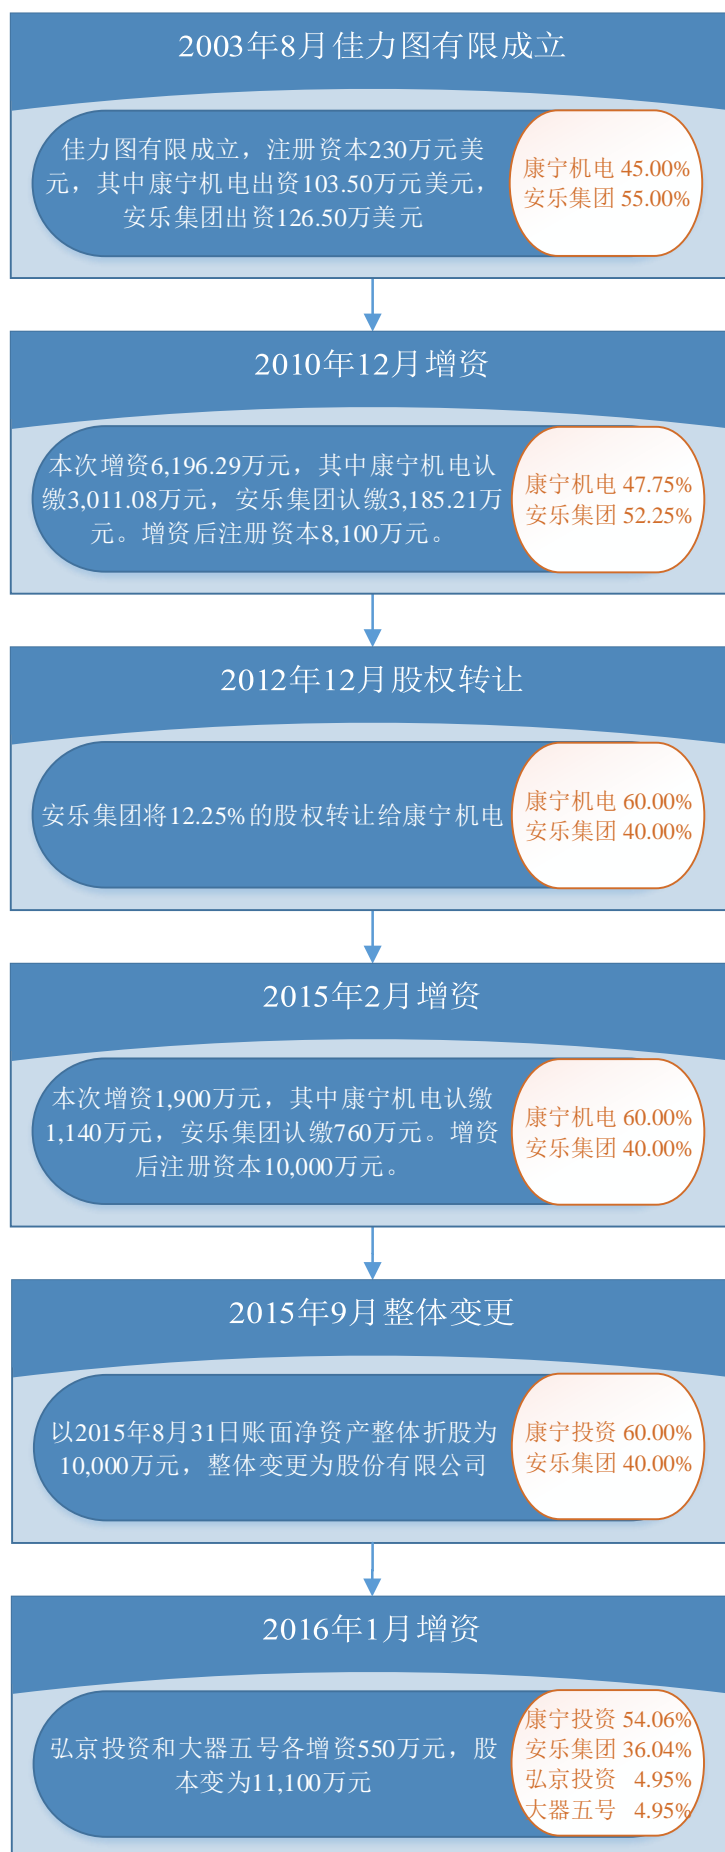 2003年8月佳力图有限成立
佳力图有限成立，注册资本230万元美
元，其中康宁机电出资103.50万元美元，
安乐集团出资126.50万美元
康宁机电 45.00%
安乐集团 55.00%
2010年12月增资
本次增资6,196.29万元，其中康宁机电认
缴3,011.08万元，安乐集团认缴3,185.21万
元。增资后注册资本8,100万元。
康宁机电 47.75%
安乐集团 52.25%
2012年12月股权转让
安乐集团将12.25%的股权转让给康宁机电
康宁机电 60.00%
安乐集团 40.00%
2015年2月增资
本次增资1,900万元，其中康宁机电认缴
1,140万元，安乐集团认缴760万元。增资
后注册资本10,000万元。
康宁机电 60.00%
安乐集团 40.00%
2015年9月整体变更
以2015年8月31日账面净资产整体折股为
10,000万元，整体变更为股份有限公司
康宁投资 60.00%
安乐集团 40.00%
2016年1月增资
弘京投资和大器五号各增资550万元，股
本变为11,100万元
康宁投资 54.06%
安乐集团 36.04%
弘京投资 4.95%
大器五号 4.95%